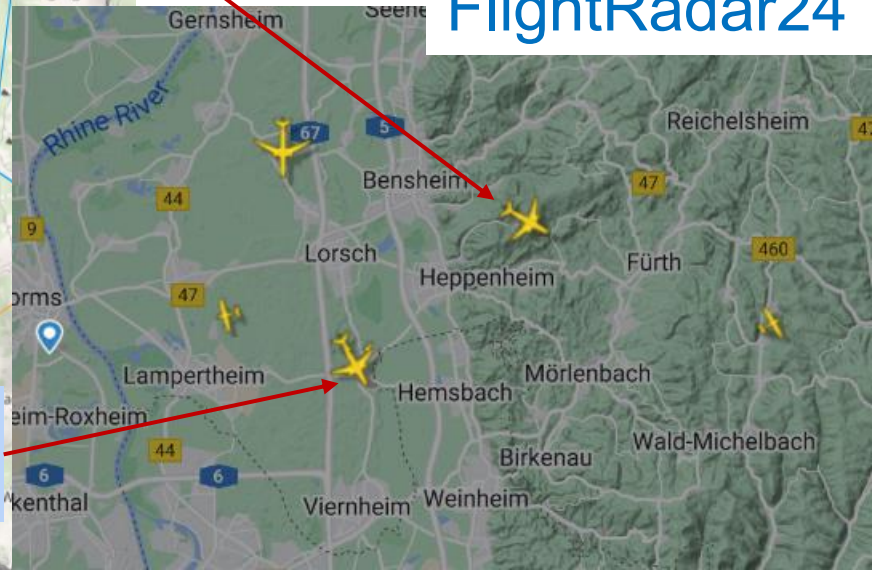 FlightRadar24
Gernsheim
Rhine River
67
5
Reichelsheim
47
Bensheim
44
9
Lorsch
460
Fürth
Heppenheim
47
Lampertheim
Hemsbach
Mörlenbach
eim-Roxheim
44
Birkenau
Wald-Michelbach
6
6
kenthal
Viernheim
Weinheim
orms